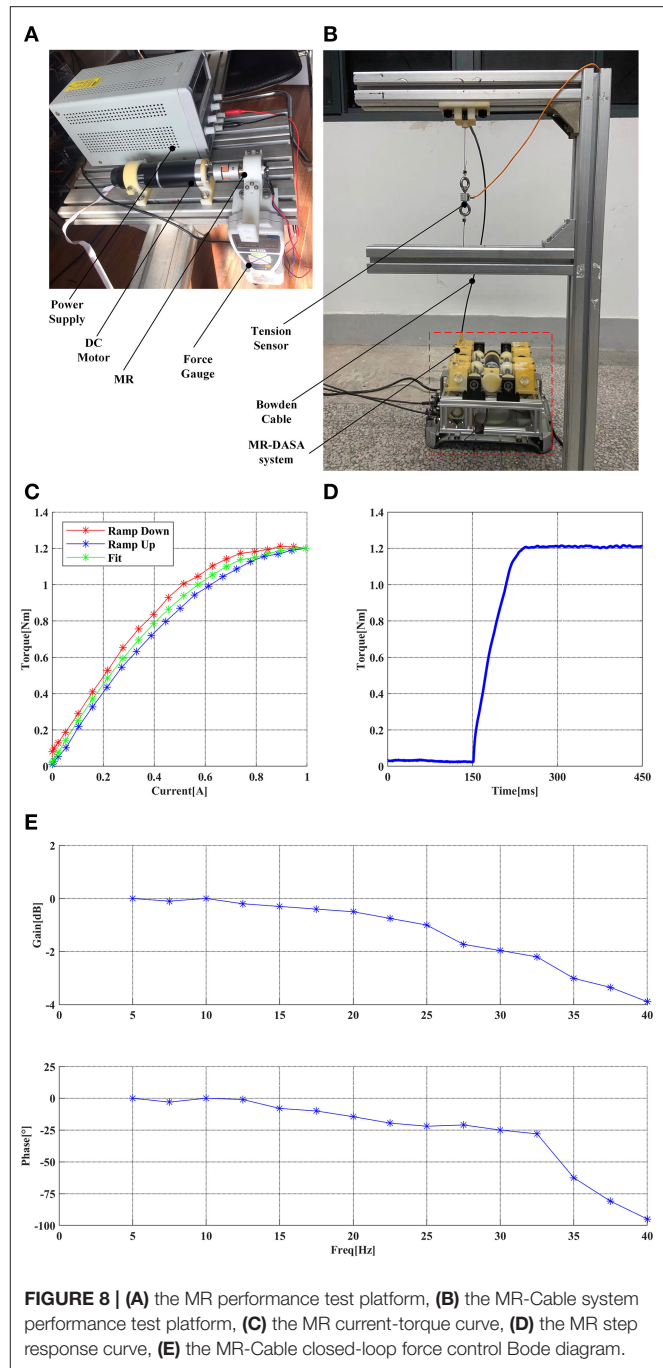 A
B
Power
Supply
DC
Motor
MR
Force
Gauge
Tension
Sensor
Bowden
Cable
MR-DASA
system
C
D
1.4
1.2
1.0
0.8
0.6
0.4
0.2
0
Torque[Nm]
Ramp Down
Ramp Up
Fit
0
0.2
0.4
0.6
0.8
1
Current[A]
1.4
1.2
1.0
0.8
0.6
0.4
0.2
0
Torque[Nm]
0
150
300
450
Time[ms]
E
2
0
-2
-4
Gain[dB]
0
5
10
15
20
25
30
35
40
25
0
-25
-50
-75
-100
Phase[°]
0
5
10
15
20
25
30
35
40
Freq[Hz]
FIGURE 8 | (A) the MR performance test platform, (B) the MR-Cable system
performance test platform, (C) the MR current-torque curve, (D) the MR step
response curve, (E) the MR-Cable closed-loop force control Bode diagram.